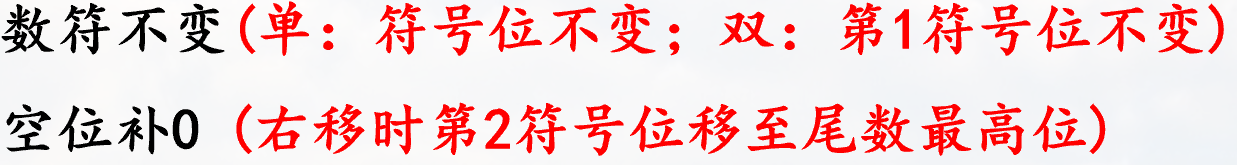 数符不变(单：符号位不变；双：第1符号位不变)
空位补0 (右移时第2符号位移至尾数最高位)